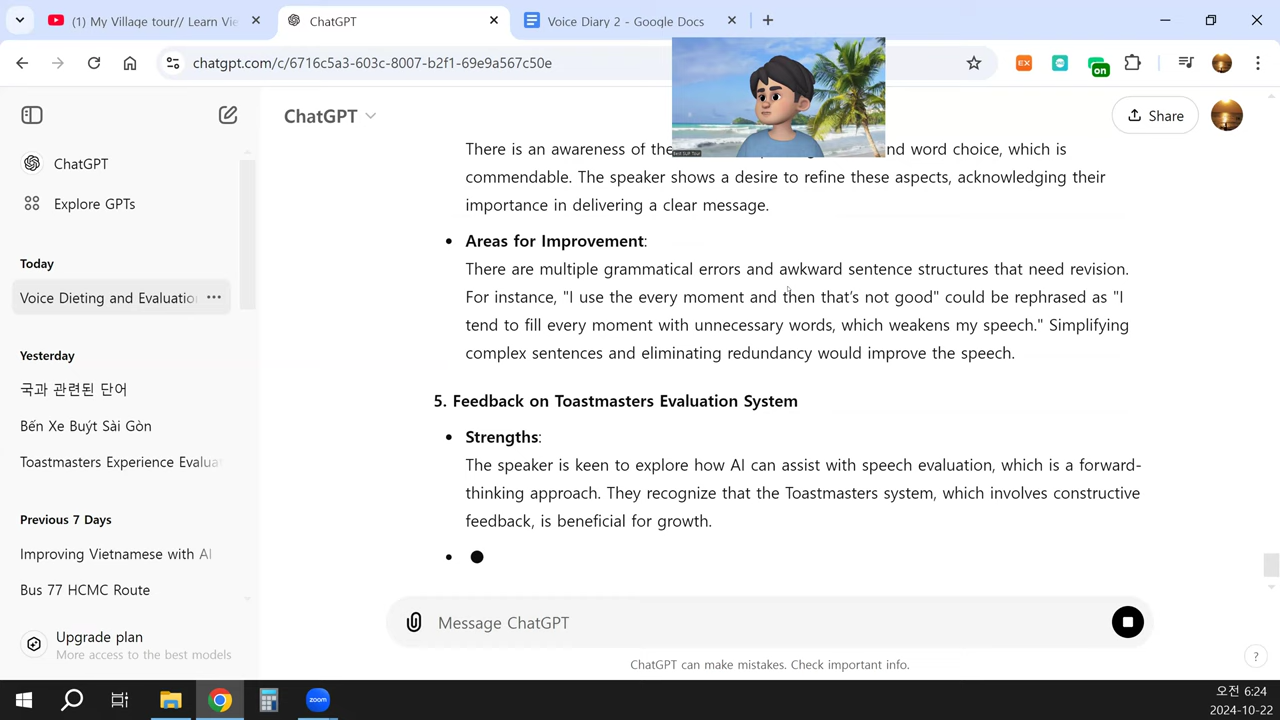 (1) My Village tour// Learn Vie
ChatGPT
Voice Diary 2 - Google Docs
chatgpt.com/c/6716c5a3-603c-8007-b2f1-69e9a567c50e
EX
on
ChatGPT
Share
ChatGPT
Explore GPTs
Today
Voice Dieting and Evaluatio
Yesterday
국과 관련된 단어
Bến Xe Buýt Sài Gòn
Toastmasters Experience Evalua
Previous 7 Days
Improving Vietnamese with AI
Bus 77 HCMC Route
Upgrade plan
More access to the best models
There is an awareness of the nd word choice, which is
commendable. The speaker shows a desire to refine these aspects, acknowledging their
importance in delivering a clear message.
• Areas for Improvement:
There are multiple grammatical errors and awkward sentence structures that need revision.
For instance, "I use the every moment and then that's not good" could be rephrased as "I
tend to fill every moment with unnecessary words, which weakens my speech." Simplifying
complex sentences and eliminating redundancy would improve the speech.
5. Feedback on Toastmasters Evaluation System
• Strengths:
The speaker is keen to explore how AI can assist with speech evaluation, which is a forward-
thinking approach. They recognize that the Toastmasters system, which involves constructive
feedback, is beneficial for growth.
Message ChatGPT
ChatGPT can make mistakes. Check important info.
?
zoom
오전 6:24
2024-10-22